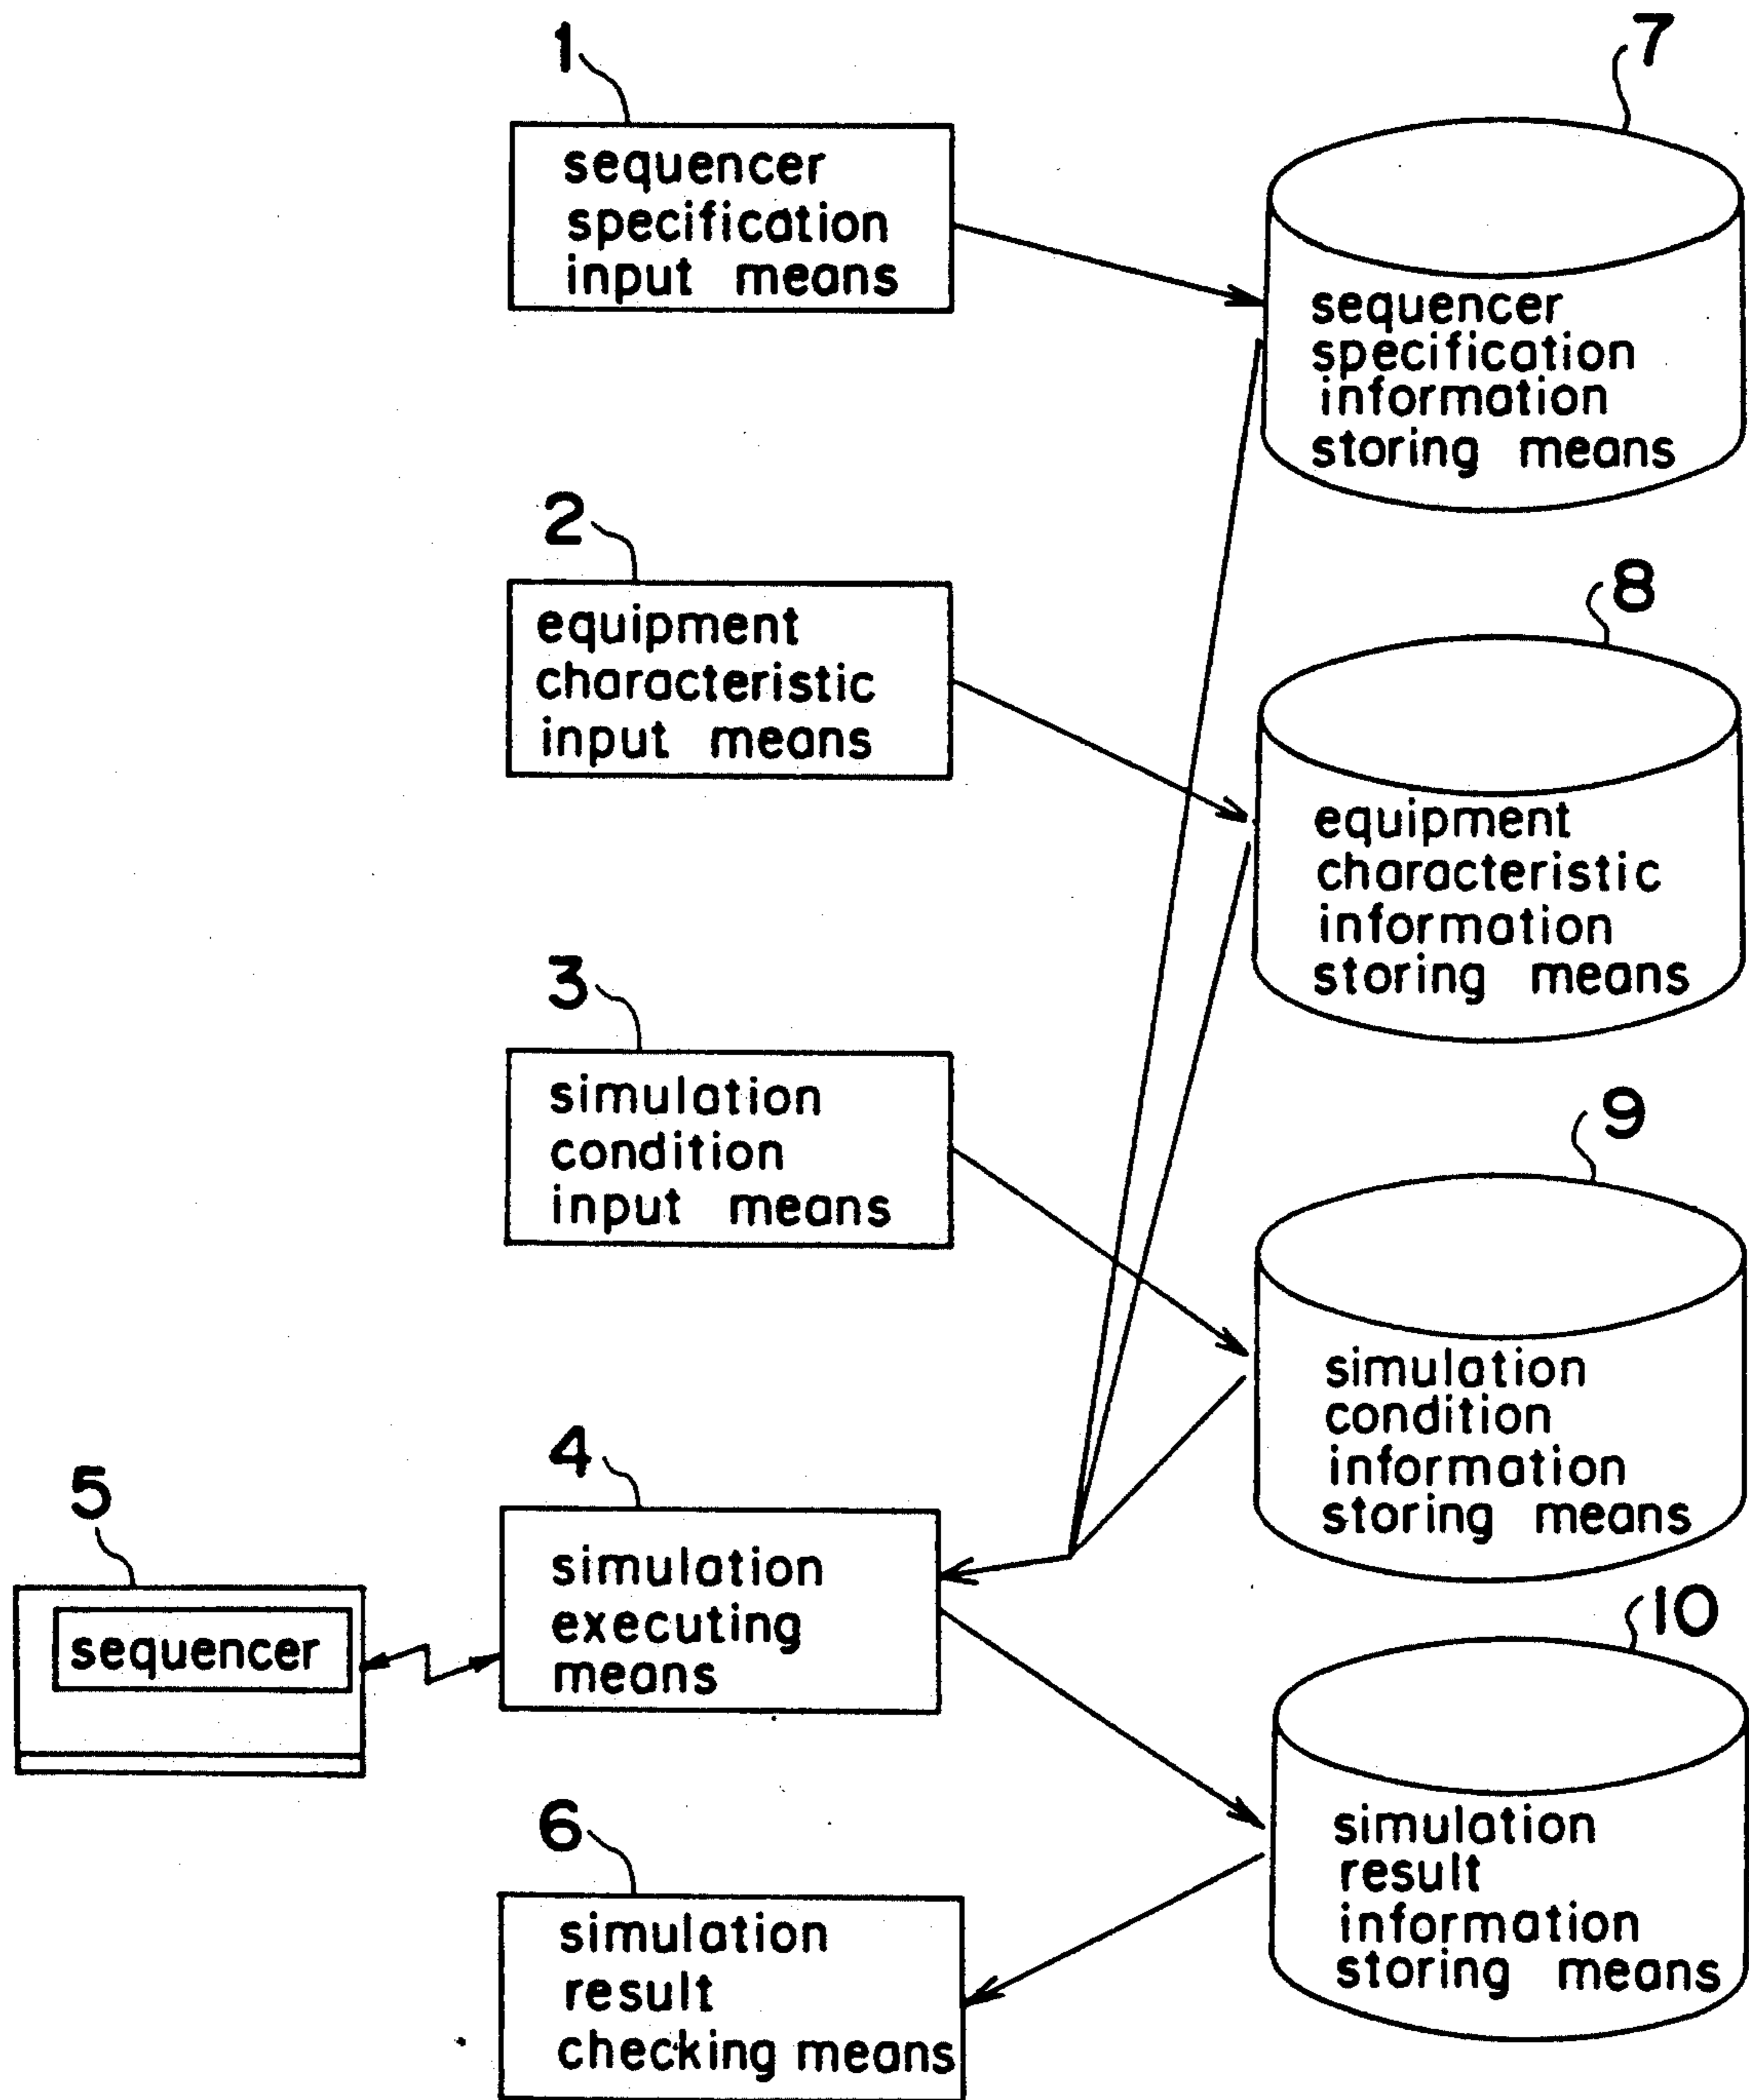 1
sequencer
specification
input means
7
sequencer
specification
information
storing means
2
equipment
characteristic
input means
8
equipment
characteristic
information
storing means
3
simulation
condition
input means
9
simulation
condition
information
storing means
4
simulation
executing
means
5
sequencer
10
simulation
result
information
storing means
6
simulation
result
checking means